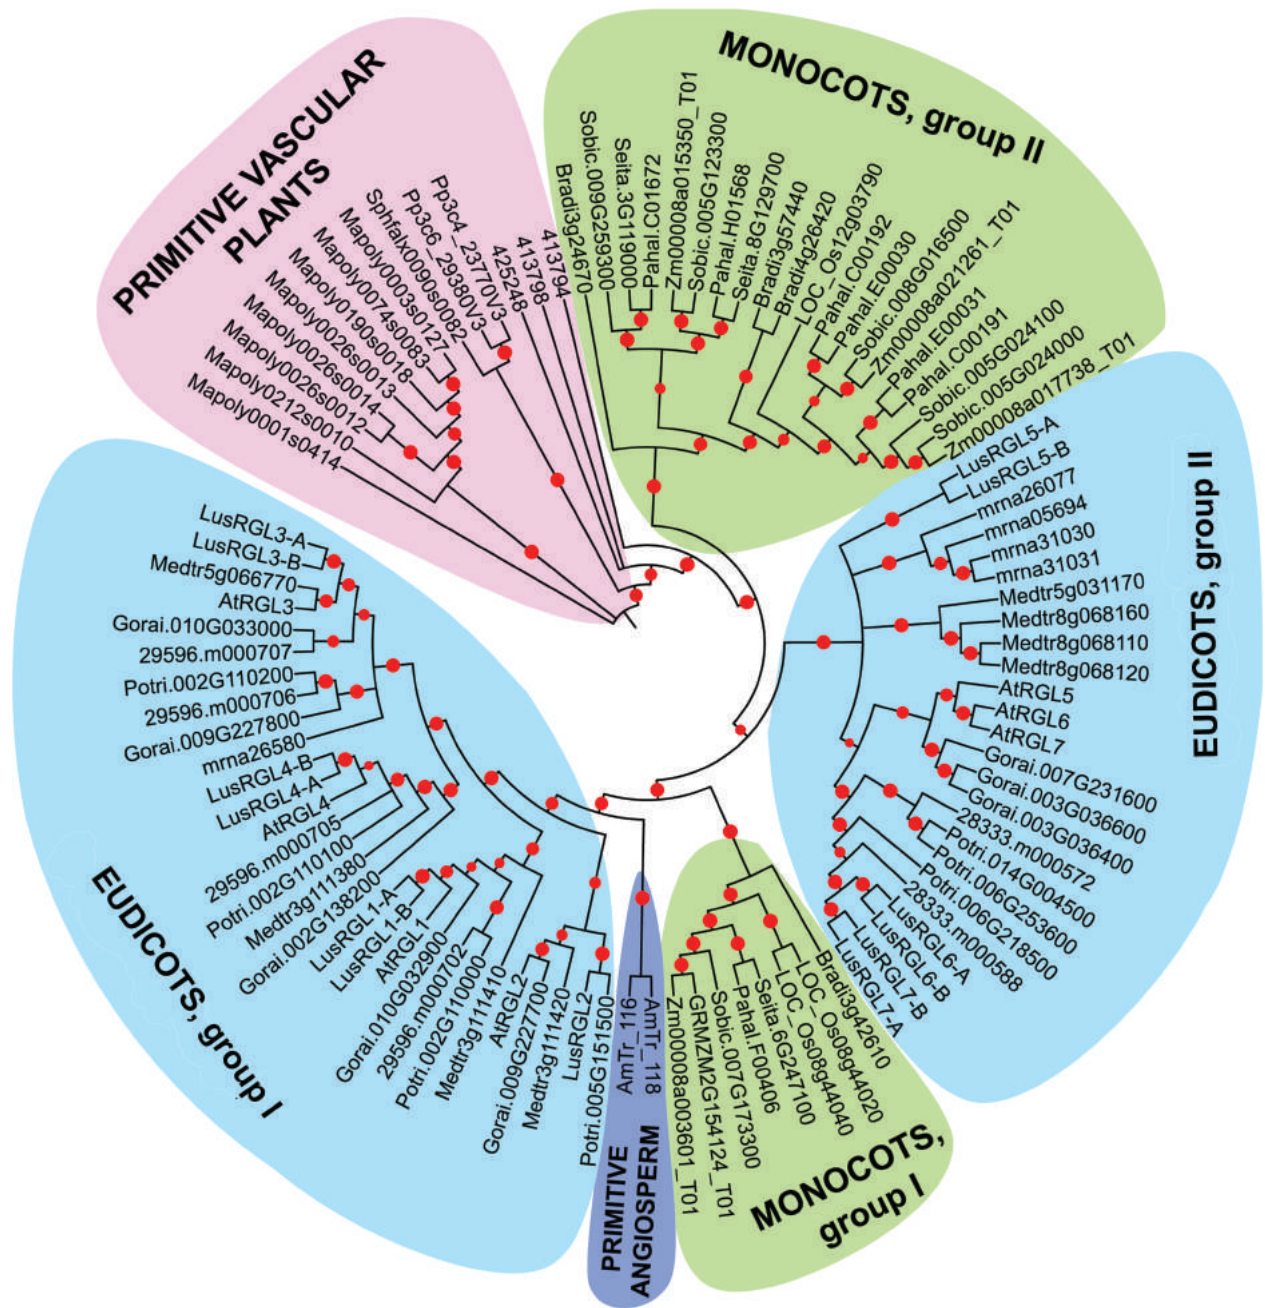 PRIMITIVE VASCULAR
PLANTS
Mapoly0001s0414
Mapoly0212s0010
Mapoly0026s0012
Mapoly0026s0014
Mapoly0026s0013
Mapoly0190s0018
Mapoly0074s0083
Mapoly0003s0127
Sphfalx0090s0082
Pp3c6_29380V3
Pp3c4_23770V3
425248
413798
413794
MONOCOTS, group II
Bradi3g24670
Sobic.009G259300
Seita.3G119000
Pahal.C01672
Zm00008a015350_T01
Sobic.005G123300
Pahal.H01568
Seita.8G129700
Bradi3g57440
Bradi4g26420
LOC_Os12g03790
Pahal.C00192
Pahal.E00030
Sobic.008G016500
Zm00008a021261_T01
Pahal.E00031
Pahal.C00191
Sobic.005G024100
Sobic.005G024000
Zm00008a017738_T01
EUDICOTS, group II
LusRGL5-A
LusRGL5-B
mrna26077
mrna05694
mrna31030
mrna31031
Medtr5g031170
Medtr8g068160
Medtr8g068110
Medtr8g068120
AtRGL5
AtRGL6
AtRGL7
Gorai.007G231600
Gorai.003G036600
Gorai.003G036400
28333.m000572
Potri.014G004500
Potri.006G253600
Potri.006G218500
28333.m000588
LusRGL6-A
LusRGL6-B
LusRGL7-B
LusRGL7-A
MONOCOTS,
group I
Bradi3g42610
LOC_Os08g44020
LOC_Os08g44040
Seita.6G247100
Pahal.F00406
Sobic.007G173300
GRMZM2G154124_T01
Zm00008a003601_T01
PRIMITIVE
ANGIOSPERM
AmTr_118
AmTr_116
EUDICOTS, group I
Potri.005G151500
LusRGL2
Medtr3g111420
Gorai.009G227700
AtRGL2
Medtr3g111410
Potri.002G110000
29596.m000702
Gorai.010G032900
AtRGL1
LusRGL1-B
LusRGL1-A
Gorai.002G138200
Medtr3g111380
Potri.002G110100
29596.m000705
AtRGL4
LusRGL4-A
LusRGL4-B
mrna26580
Gorai.009G227800
29596.m000706
Potri.002G110200
29596.m000707
Gorai.010G033000
AtRGL3
Medtr5g066770
LusRGL3-B
LusRGL3-A